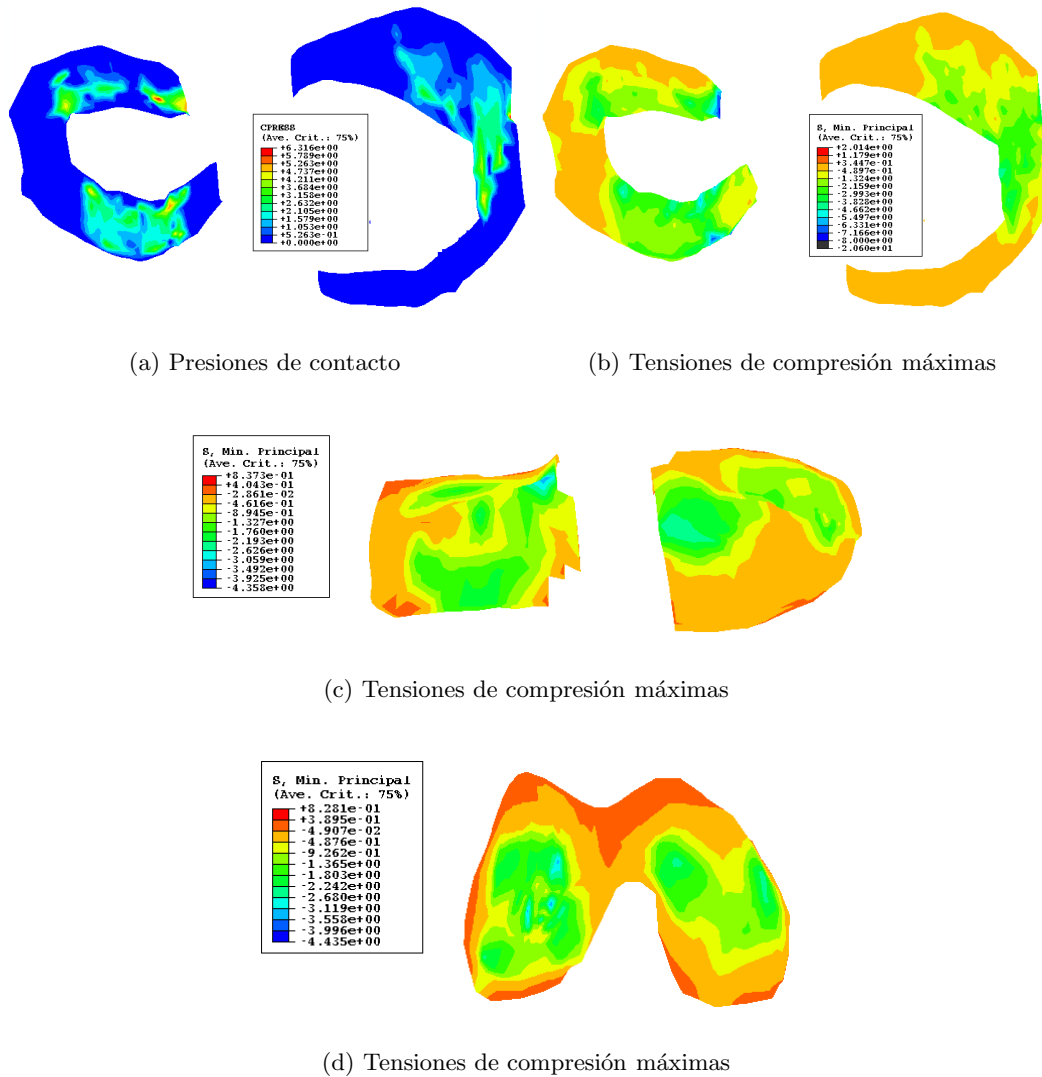 CPRESS
(Ave. Crit.: 75%)
+6.316e+00
+5.789e+00
+5.263e+00
+4.737e+00
+4.211e+00
+3.684e+00
+3.158e+00
+2.632e+00
+2.105e+00
+1.579e+00
+1.053e+00
+5.263e-01
+0.000e+00
S, Min. Principal
(Ave. Crit.: 75%)
+2.014e+00
+1.179e+00
+3.447e-01
-4.897e-01
-1.324e+00
-2.159e+00
-2.993e+00
-3.828e+00
-4.662e+00
-5.497e+00
-6.331e+00
-7.166e+00
-8.000e+00
-2.060e+01
(a) Presiones de contacto
(b) Tensiones de compresión máximas
S, Min. Principal
(Ave. Crit.: 75%)
+8.373e-01
+4.043e-01
-2.861e-02
-4.616e-01
-8.945e-01
-1.327e+00
-1.760e+00
-2.193e+00
-2.626e+00
-3.059e+00
-3.492e+00
-3.925e+00
-4.358e+00
(c) Tensiones de compresión máximas
S, Min. Principal
(Ave. Crit.: 75%)
+8.281e-01
+3.895e-01
-4.907e-02
-4.876e-01
-9.262e-01
-1.365e+00
-1.803e+00
-2.242e+00
-2.680e+00
-3.119e+00
-3.558e+00
-3.996e+00
-4.435e+00
(d) Tensiones de compresión máximas